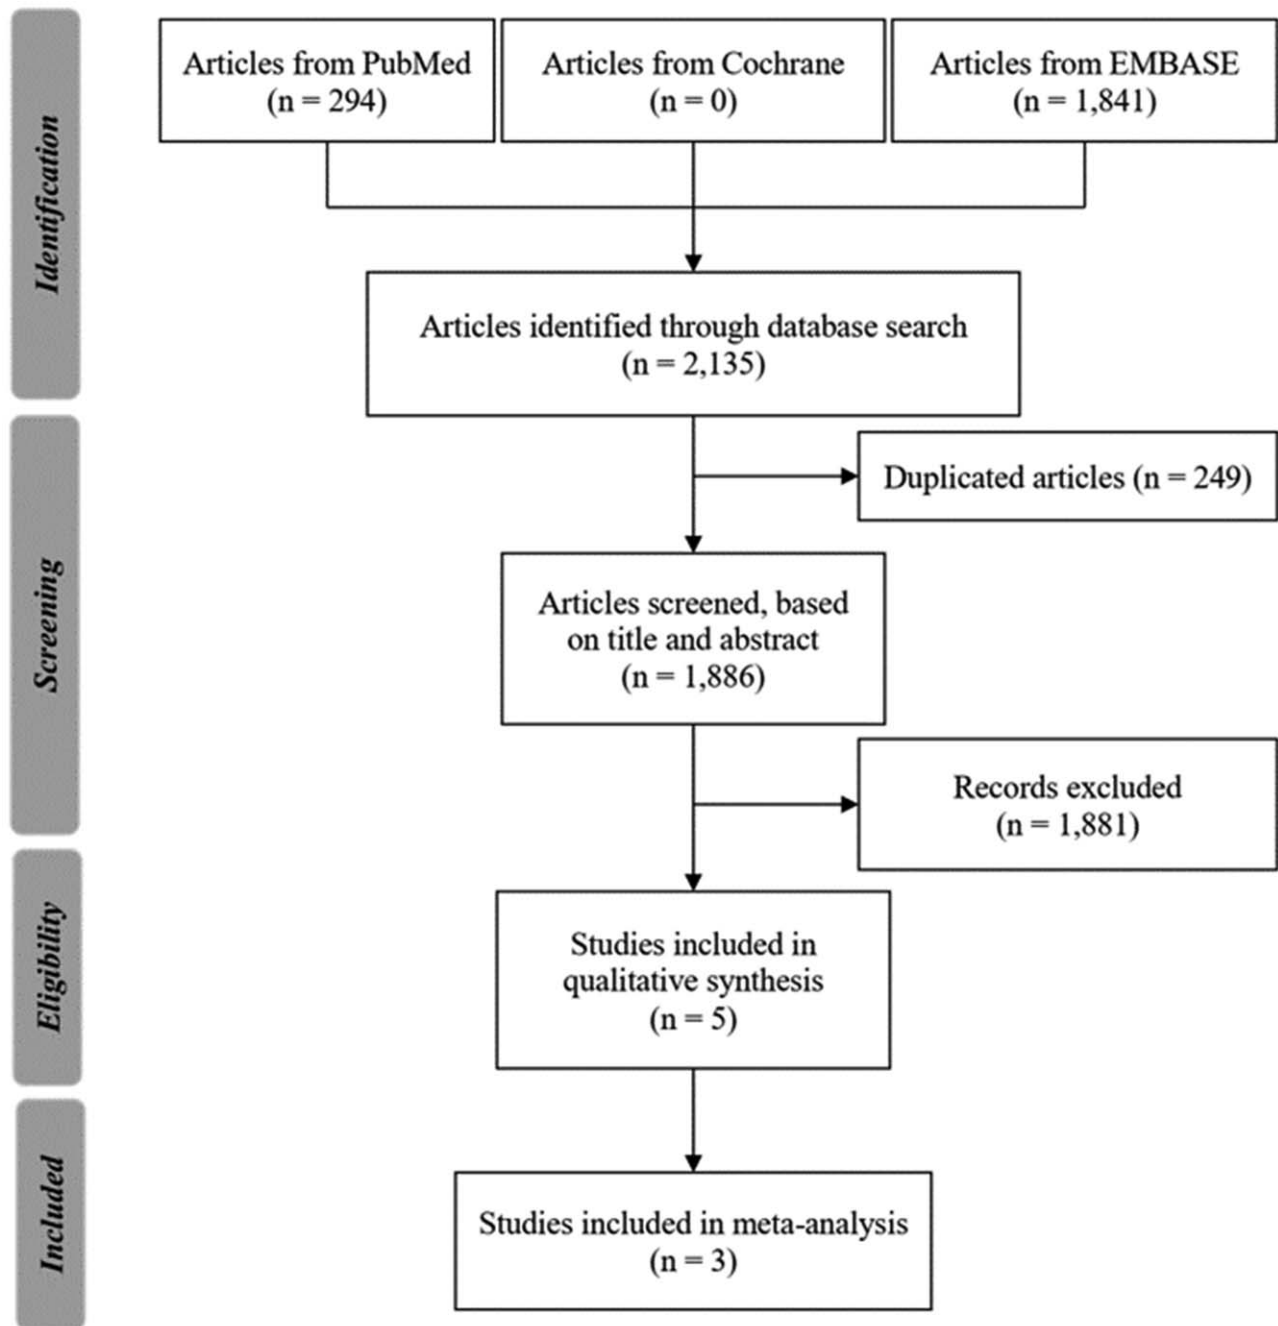 Identification
Articles from PubMed
(n = 294)
Articles from Cochrane
(n = 0)
Articles from EMBASE
(n = 1,841)
Articles identified through database search
(n = 2,135)
Screening
Duplicated articles (n = 249)
Articles screened, based
on title and abstract
(n = 1,886)
Records excluded
(n = 1,881)
Eligibility
Studies included in
qualitative synthesis
(n = 5)
Included
Studies included in meta-analysis
(n = 3)